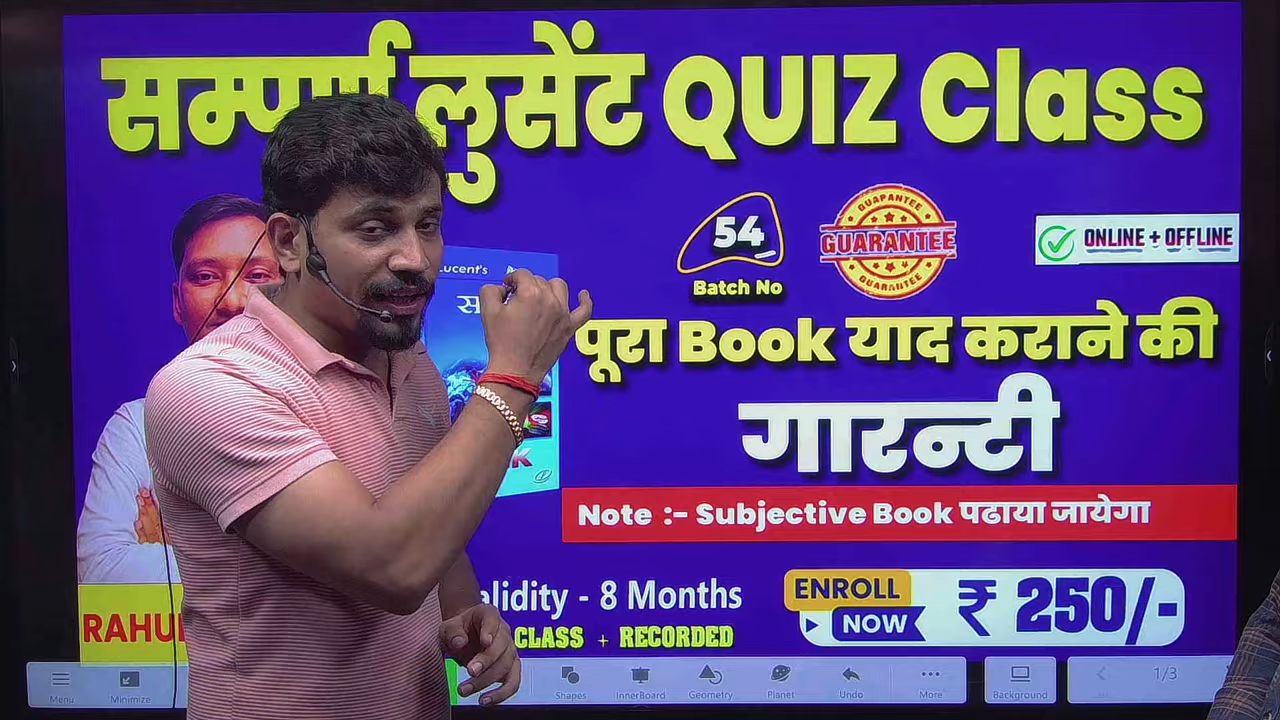 लुसेंट QUIZ Class
54
Batch No
GUARANTEE
GUARANTEE
ONLINE + OFFLINE
Lucent's
पूरा Book याद कराने की
गारन्टी
Note :- Subjective Book पढाया जायेगा
- 8 Months
CLASS + RECORDED
ENROLL
NOW
₹ 250/-
Menu
Minimize
Shapes
InnerBoard
Geometry
Planet
Undo
More
Background
1/3